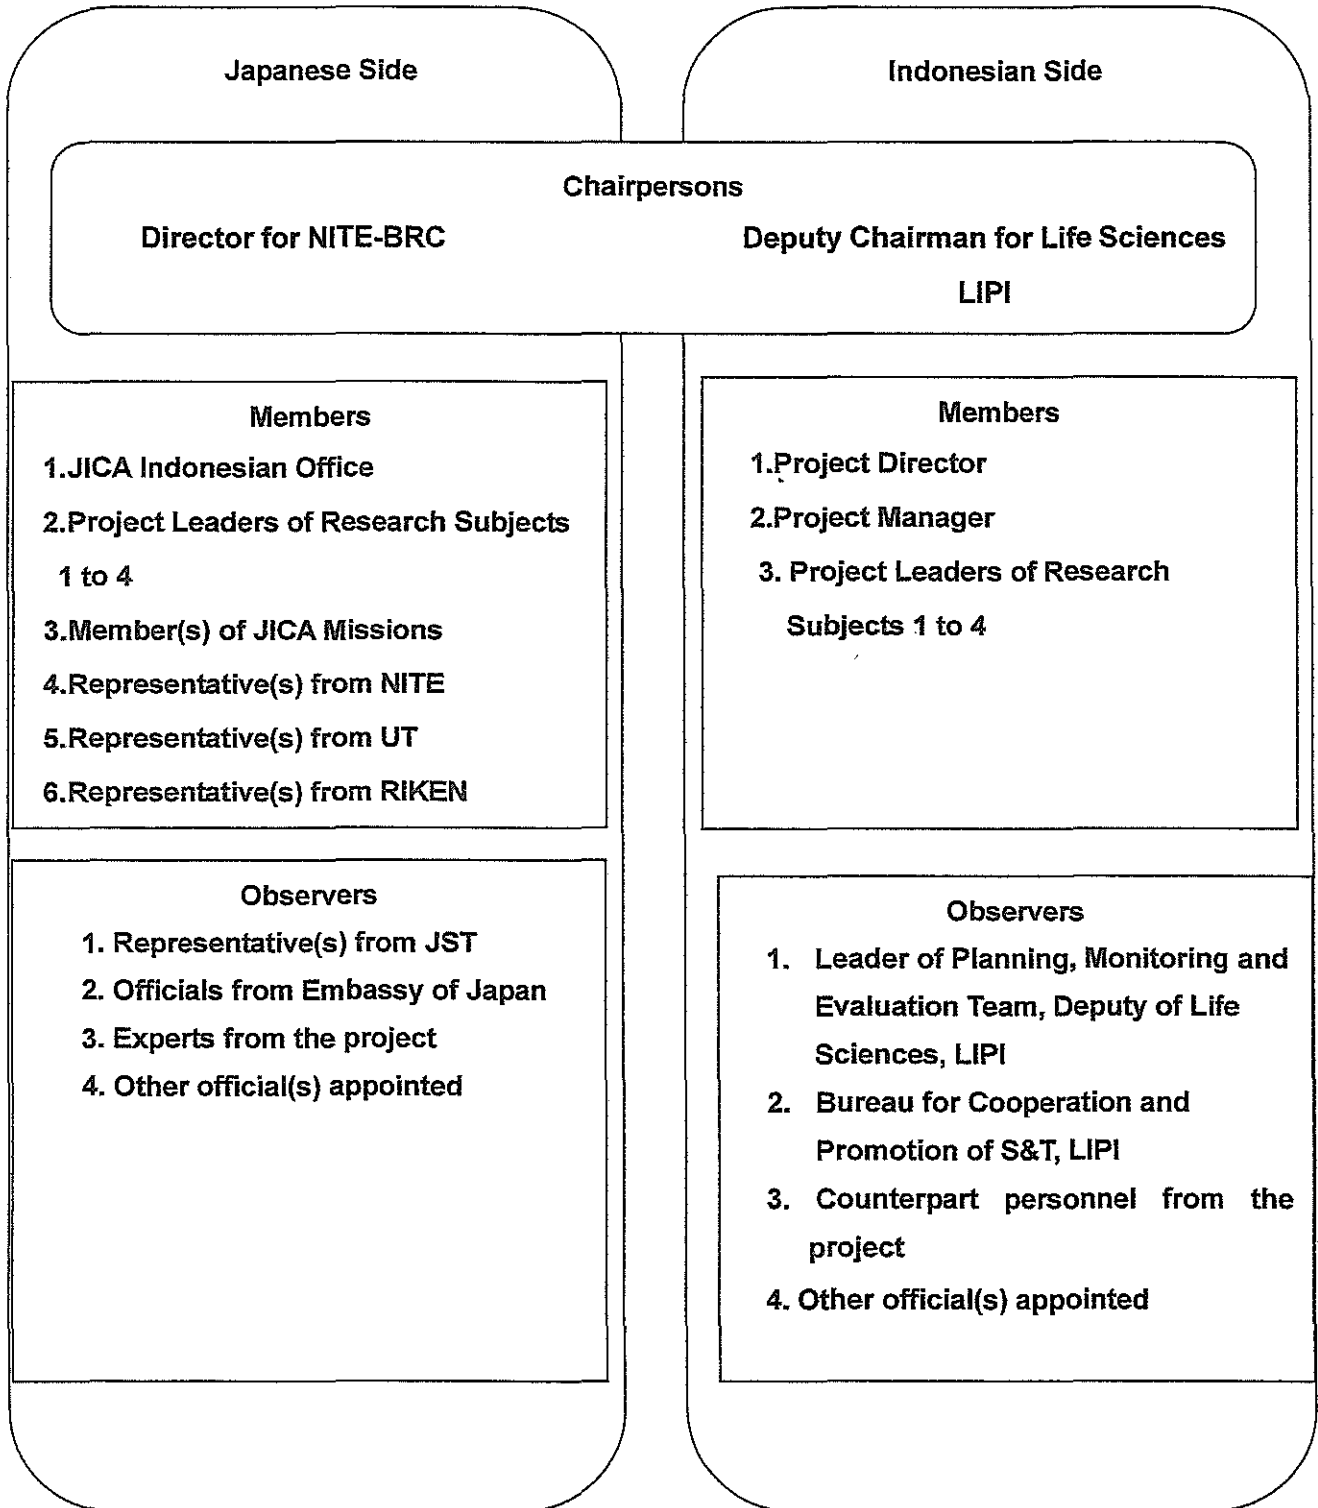 Japanese Side
Indonesian Side
Chairpersons
Director for NITE-BRC
Deputy Chairman for Life Sciences
LIPI
Members
1.JICA Indonesian Office
2.Project Leaders of Research Subjects
1 to 4
3.Member(s) of JICA Missions
4.Representative(s) from NITE
5.Representative(s) from UT
6.Representative(s) from RIKEN
Members
1.Project Director
2.Project Manager
3. Project Leaders of Research
Subjects 1 to 4
Observers
1. Representative(s) from JST
2. Officials from Embassy of Japan
3. Experts from the project
4. Other official(s) appointed
Observers
1. Leader of Planning, Monitoring and
Evaluation Team, Deputy of Life
Sciences, LIPI
2. Bureau for Cooperation and
Promotion of S&T, LIPI
3. Counterpart personnel from the
project
4. Other official(s) appointed